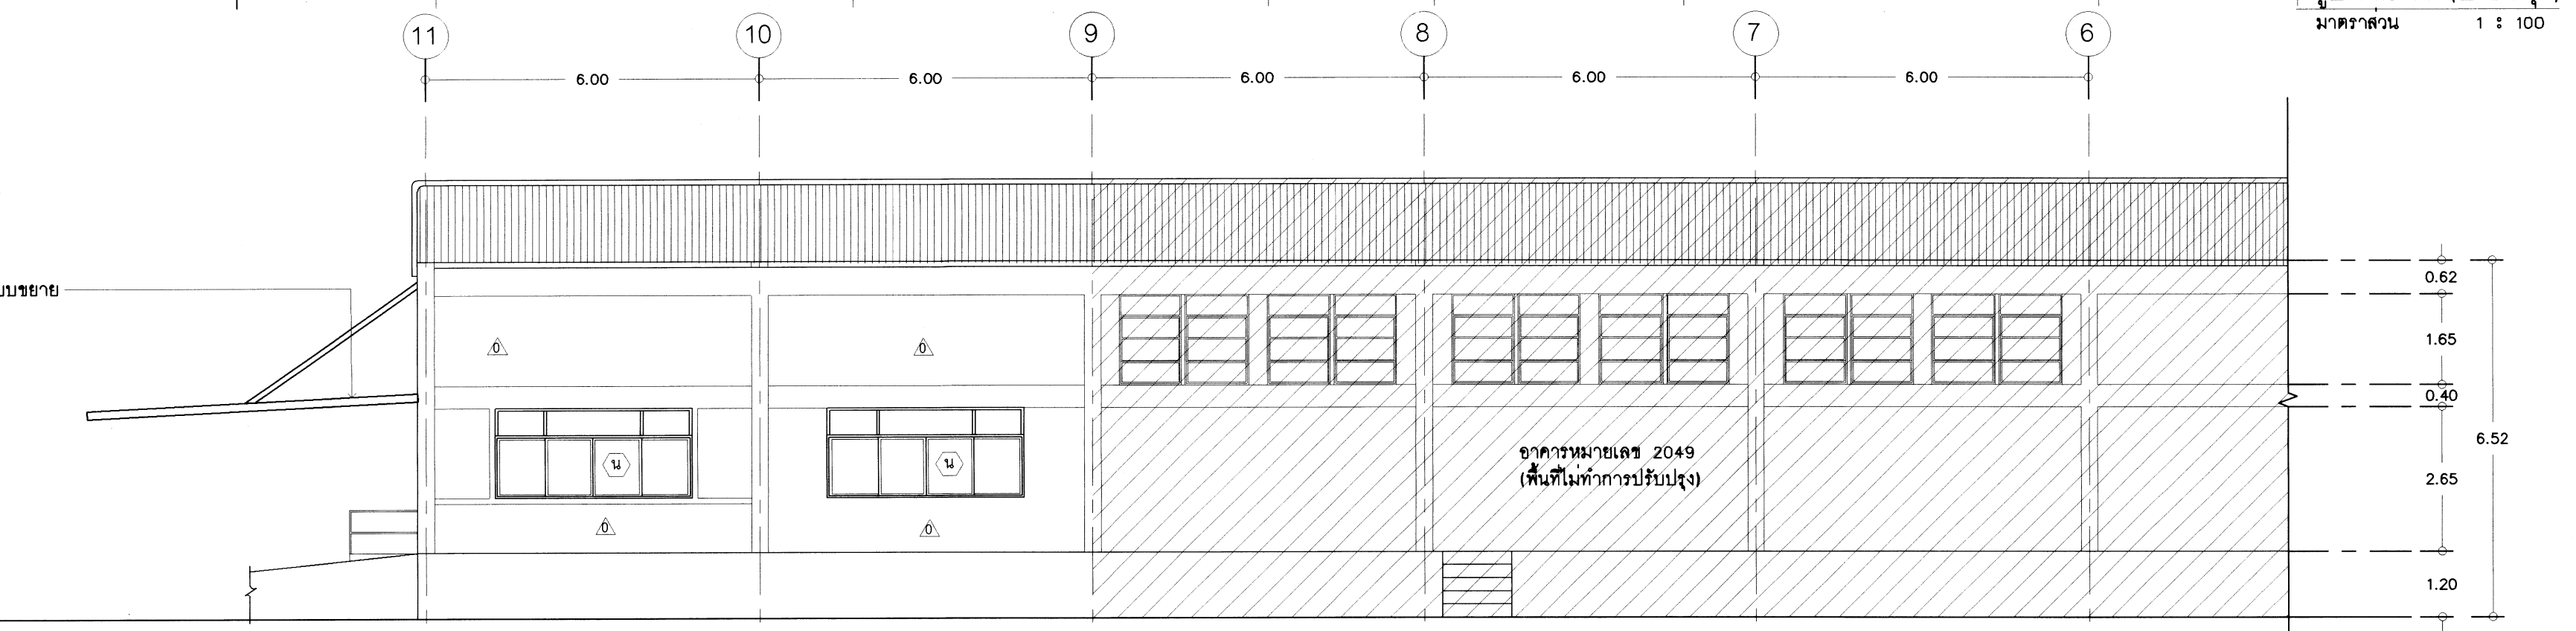 มาตราส่วน 1 : 100
11 10 9 8 7 6
6.00 6.00 6.00 6.00 6.00
0.62
บขยาย
1.65
0 0
0.40
6.52
อาคารหมายเลข 2049
น น
(พื้นที่ไม่ทำการปรับปรุง)
2.65
0 0
1.20